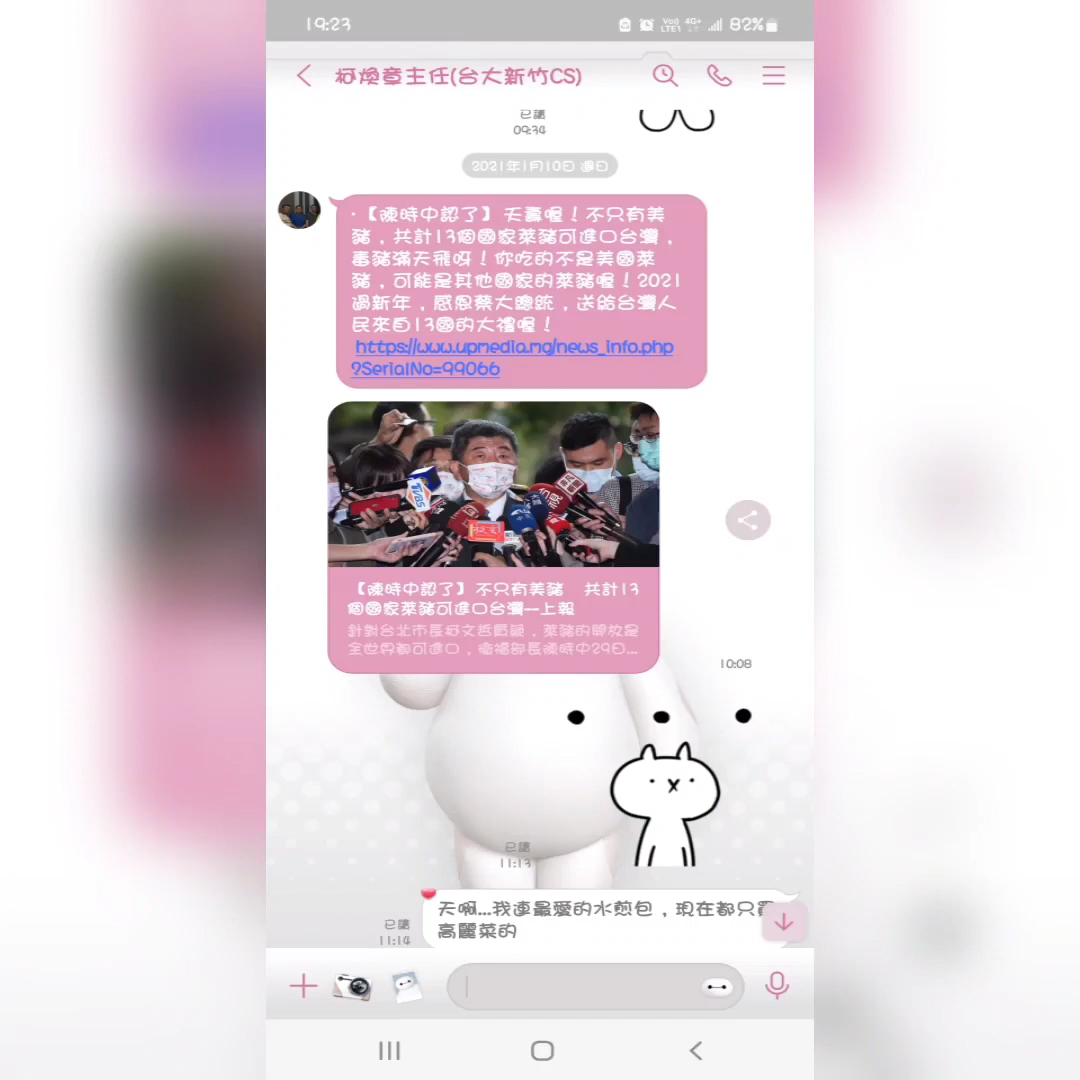 19:23
VoD 4G+
LTE1
82%
柯煥章主任(台大新竹CS)
已讀
09:34
2021年1月10日 週日
·【陳時中認了】夭壽喔！不只有美
豬，共計13個國家萊豬可進口台灣，
毒豬滿天飛呀！你吃的不是美國萊
豬，可能是其他國家的萊豬喔！2021
過新年，感恩蔡大總統，送給台灣人
民來自13國的大禮喔！
https://www.upmedia.mg/news_info.php
?SerialNo=99066
TVBS
【陳時中認了】不只有美豬　共計13
個國家萊豬可進口台灣--上報
針對台北市長柯文哲質疑，萊豬的開放是
全世界都可進口，衛福部長陳時中29日...
10:08
已讀
11:13
天啊...我連最愛的水煎包，現在都只買
高麗菜的
已讀
11:14